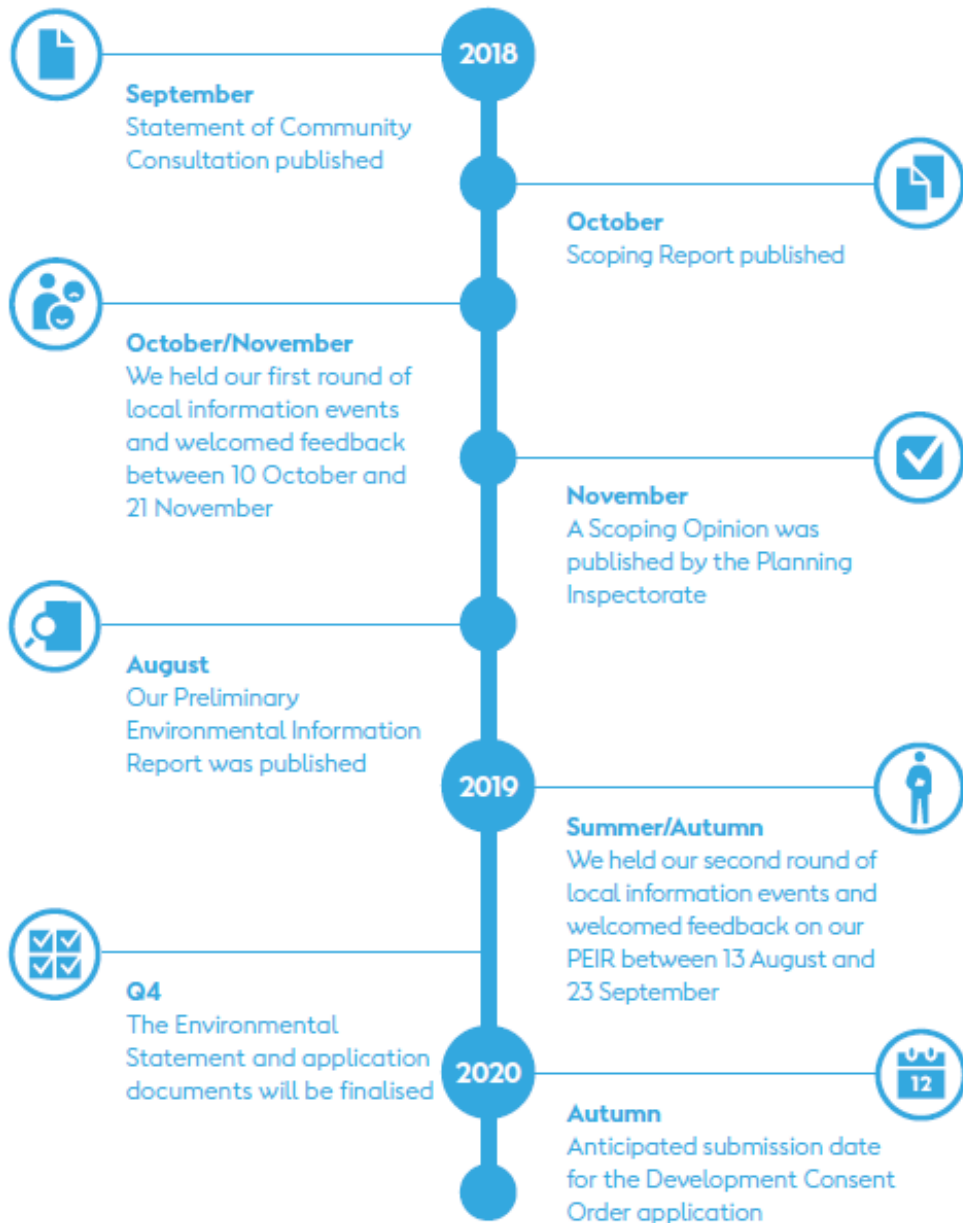 2018
September
Statement of Community
Consultation published
October
Scoping Report published
October/November
We held our first round of
local information events
and welcomed feedback
between 10 October and
21 November
November
A Scoping Opinion was
published by the Planning
Inspectorate
August
Our Preliminary
Environmental Information
Report was published
2019
Summer/Autumn
We held our second round of
local information events and
welcomed feedback on our
PEIR between 13 August and
23 September
Q4
The Environmental
Statement and application
documents will be finalised
2020
12
Autumn
Anticipated submission date
for the Development Consent
Order application